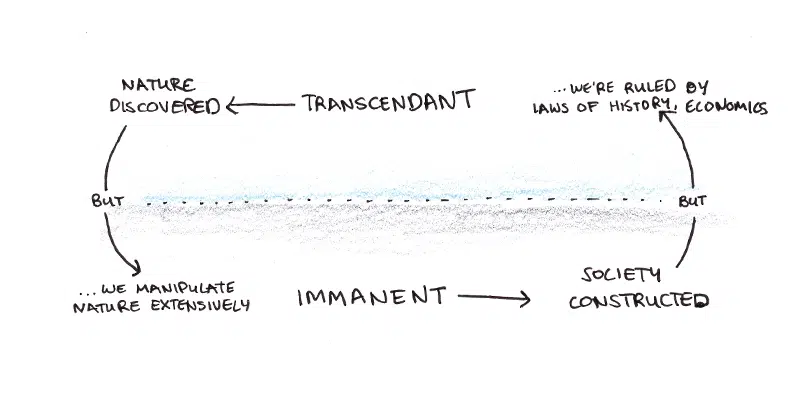 NATURE
DISCOVERED
TRANSCENDANT
...WE'RE RULED BY
LAWS OF HISTORY, ECONOMICS
BUT
BUT
...WE MANIPULATE
NATURE EXTENSIVELY
IMMANENT
SOCIETY
CONSTRUCTED